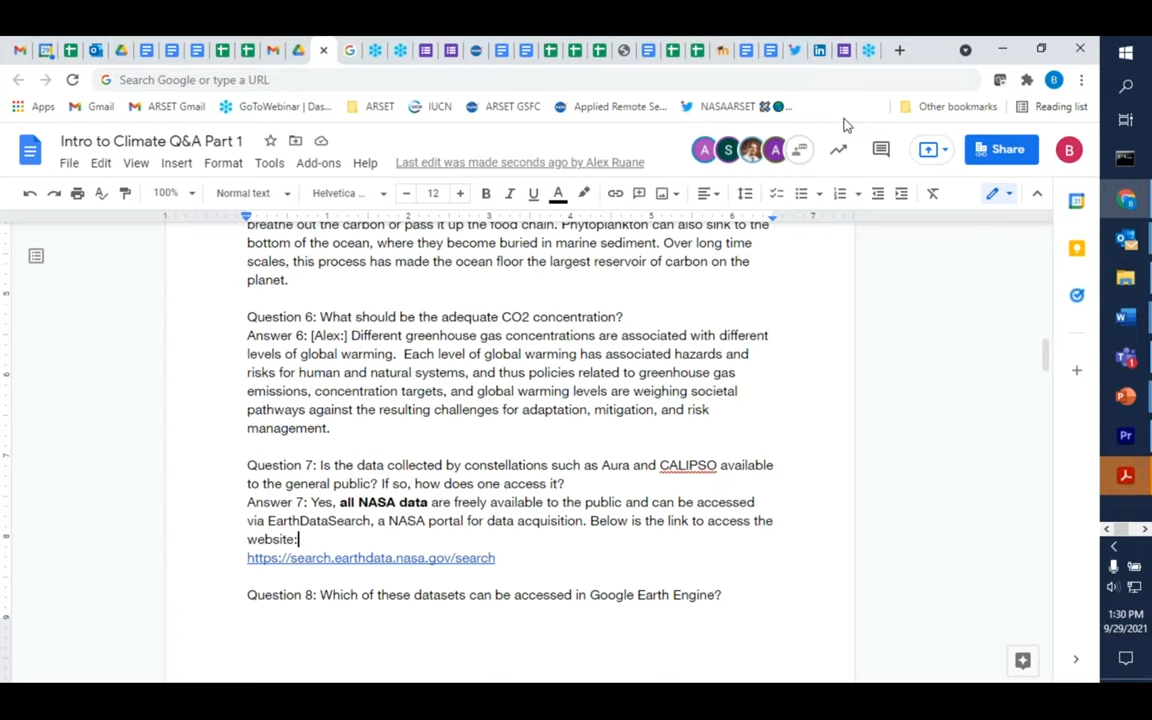 Search Google or type a URL
Apps
Gmail
ARSET Gmail
GoToWebinar | Das...
ARSET
IUCN
ARSET GSFC
Applied Remote Se...
NASAARSET
Other bookmarks
Reading list
Intro to Climate Q&A Part 1
File Edit View Insert Format Tools Add-ons Help Last edit was made seconds ago by Alex Ruane
Share
100% Normal text Helvetica ... 12
1 1 2 3 4 5 6 7
breathe out the carbon or pass it up the food chain. Phytoplankton can also sink to the
bottom of the ocean, where they become buried in marine sediment. Over long time
scales, this process has made the ocean floor the largest reservoir of carbon on the
planet.
Question 6: What should be the adequate CO2 concentration?
Answer 6: [Alex:] Different greenhouse gas concentrations are associated with different
levels of global warming. Each level of global warming has associated hazards and
risks for human and natural systems, and thus policies related to greenhouse gas
emissions, concentration targets, and global warming levels are weighing societal
pathways against the resulting challenges for adaptation, mitigation, and risk
management.
Question 7: Is the data collected by constellations such as Aura and CALIPSO available
to the general public? If so, how does one access it?
Answer 7: Yes, all NASA data are freely available to the public and can be accessed
via EarthDataSearch, a NASA portal for data acquisition. Below is the link to access the
website:
https://search.earthdata.nasa.gov/search
Question 8: Which of these datasets can be accessed in Google Earth Engine?
1:30 PM
9/29/2021